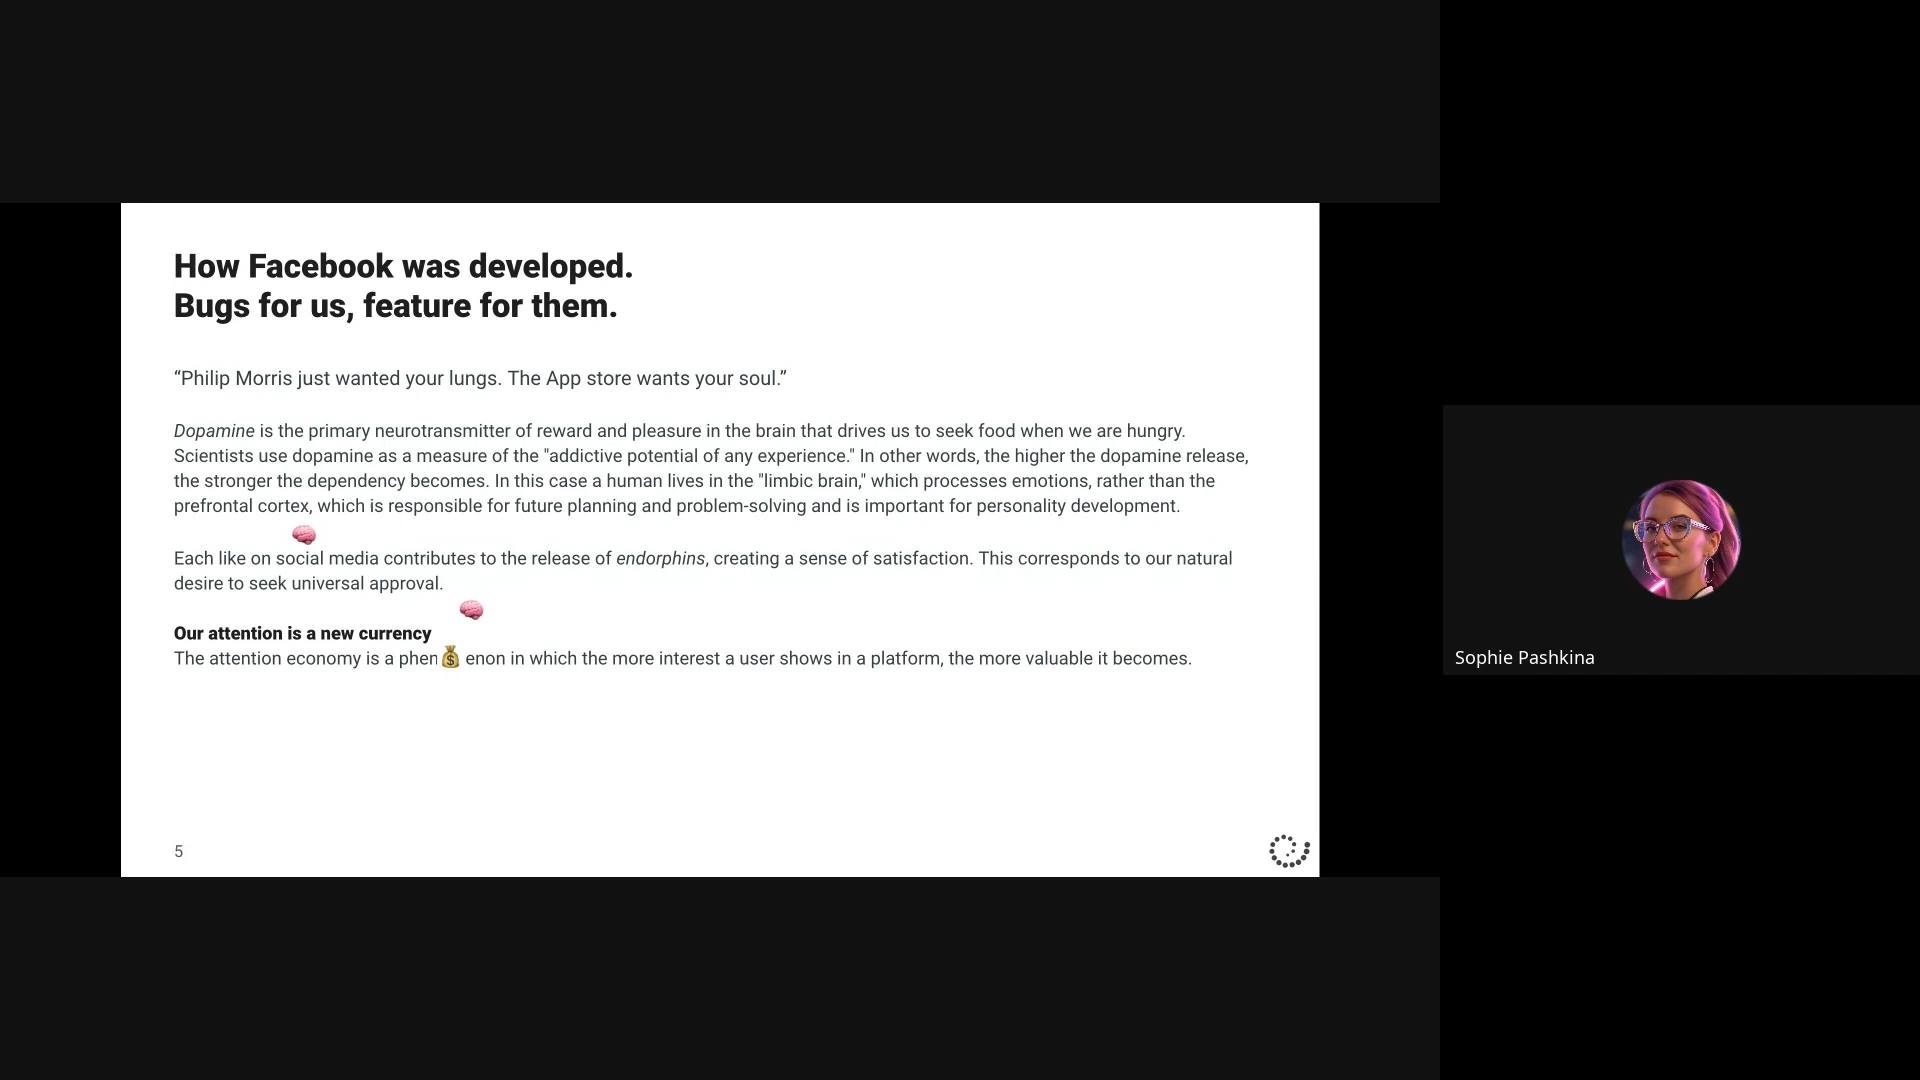 How Facebook was developed.
Bugs for us, feature for them.
“Philip Morris just wanted your lungs. The App store wants your soul.”
Dopamine is the primary neurotransmitter of reward and pleasure in the brain that drives us to seek food when we are hungry.
Scientists use dopamine as a measure of the "addictive potential of any experience." In other words, the higher the dopamine release,
the stronger the dependency becomes. In this case a human lives in the "limbic brain," which processes emotions, rather than the
prefrontal cortex, which is responsible for future planning and problem-solving and is important for personality development.
Each like on social media contributes to the release of endorphins, creating a sense of satisfaction. This corresponds to our natural
desire to seek universal approval.
Our attention is a new currency
The attention economy is a phen💰enon in which the more interest a user shows in a platform, the more valuable it becomes.
5
Sophie Pashkina